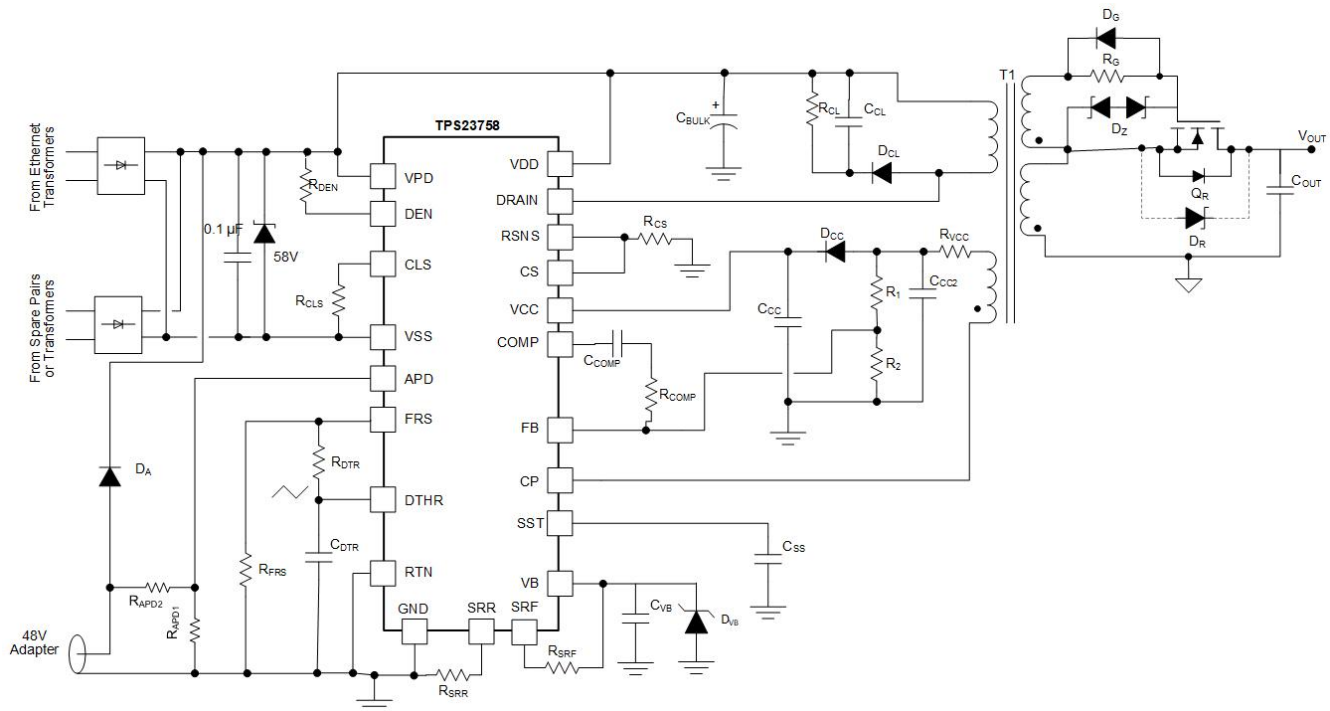 DG
RG
DZ
T1
VOUT
QR
COUT
DR
From Ethernet
Transformers
From Spare Pairs
or Transformers
TPS23758
VPD
DEN
CLS
VSS
APD
FRS
DTHR
RTN
GND
SRR
SRF
VDD
DRAIN
RSNS
CS
VCC
COMP
FB
CP
SST
VB
RDEN
0.1 µF
58V
RCLS
DA
RAPD2
RAPD1
48V
Adapter
RFRS
RDTR
CDTR
RSRR
RSRF
CVB
DVB
CSS
CBULK
+
RCL
CCL
DCL
RCS
DCC
RVCC
R1
CCC2
CCC
R2
CCOMP
RCOMP